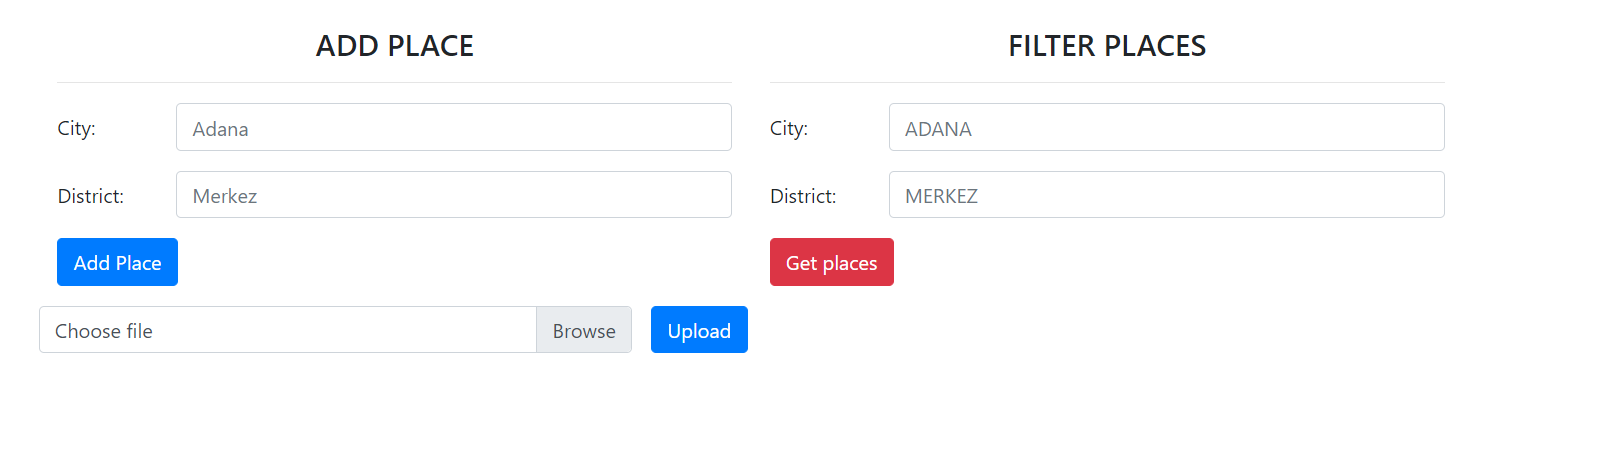 ADD PLACE
City:
Adana
District:
Merkez
Add Place
Choose file
Browse
Upload
FILTER PLACES
City:
ADANA
District:
MERKEZ
Get places